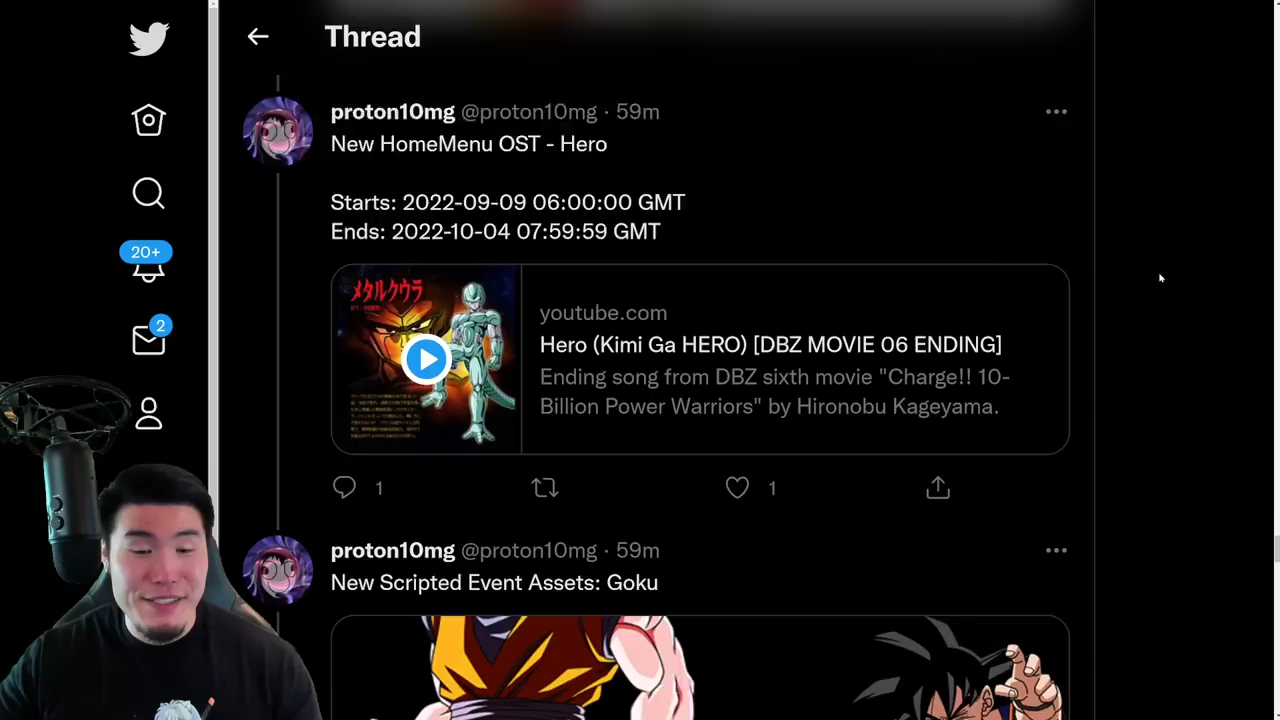 Thread
proton10mg @proton10mg · 59m
New HomeMenu OST - Hero
Starts: 2022-09-09 06:00:00 GMT
Ends: 2022-10-04 07:59:59 GMT
20+
2
メタルクウラ
youtube.com
Hero (Kimi Ga HERO) [DBZ MOVIE 06 ENDING]
Ending song from DBZ sixth movie "Charge!! 10-
Billion Power Warriors" by Hironobu Kageyama.
1
1
proton10mg @proton10mg · 59m
New Scripted Event Assets: Goku